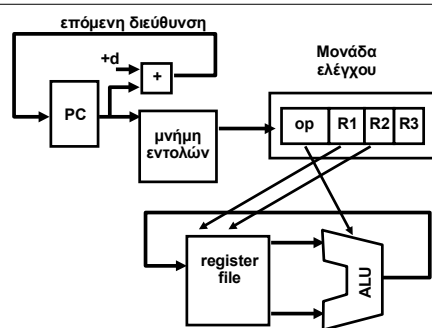 επόμενη διεύθυνση
+d
+
PC
μνήμη
εντολών
Μονάδα
ελέγχου
op R1 R2 R3
register
file
ALU